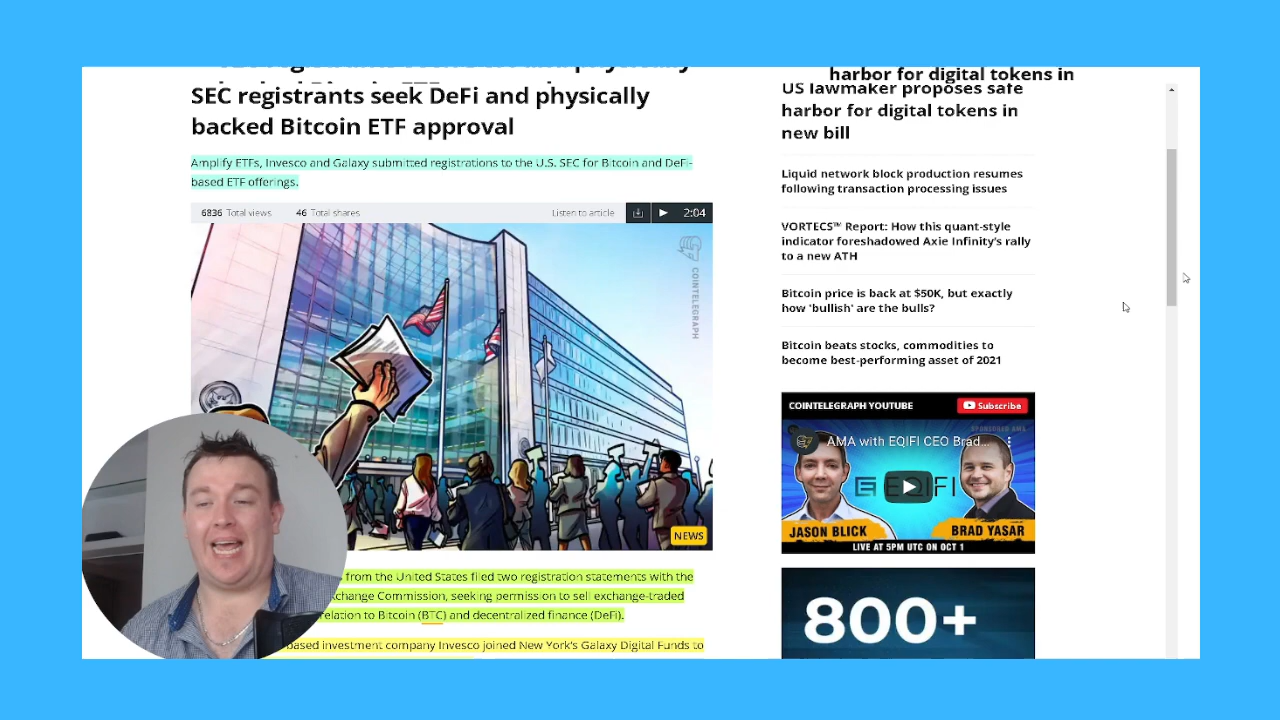 SEC registrants seek DeFi and physically
backed Bitcoin ETF approval
Amplify ETFs, Invesco and Galaxy submitted registrations to the U.S. SEC for Bitcoin and DeFi-
based ETF offerings.
6836 Total views 46 Total shares Listen to article 2:04
COINTELEGRAPH
NEWS
from the United States filed two registration statements with the
change Commission, seeking permission to sell exchange-traded
relation to Bitcoin (BTC) and decentralized finance (DeFi).
based investment company Invesco joined New York's Galaxy Digital Funds to
harbor for digital tokens in
US lawmaker proposes safe
harbor for digital tokens in
new bill
Liquid network block production resumes
following transaction processing issues
VORTECS™ Report: How this quant-style
indicator foreshadowed Axie Infinity's rally
to a new ATH
Bitcoin price is back at $50K, but exactly
how 'bullish' are the bulls?
Bitcoin beats stocks, commodities to
become best-performing asset of 2021
COINTELEGRAPH YOUTUBE Subscribe
SPONSORED AMA
AMA with EQIFI CEO Brad...
EQIFI
JASON BLICK BRAD YASAR
LIVE AT 5PM UTC ON OCT 1
800+